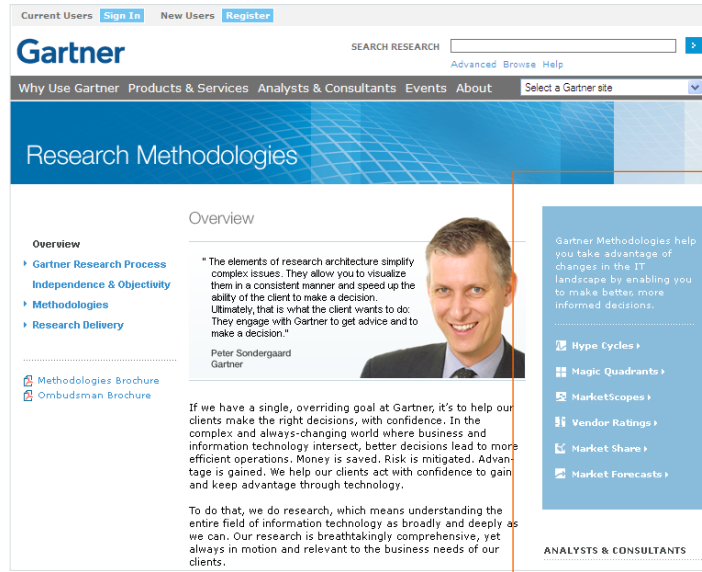 Current Users Sign In New Users Register
Gartner
SEARCH RESEARCH
Advanced Browse Help
Why Use Gartner Products & Services Analysts & Consultants Events About Select a Gartner site
Research Methodologies
Overview
Gartner Research Process
Independence & Objectivity
Methodologies
Research Delivery
Methodologies Brochure
Ombudsman Brochure
Overview
" The elements of research architecture simplify
complex issues. They allow you to visualize
them in a consistent manner and speed up the
ability of the client to make a decision.
Ultimately, that is what the client wants to do:
They engage with Gartner to get advice and to
make a decision."
Peter Sondergaard
Gartner
If we have a single, overriding goal at Gartner, it's to help our
clients make the right decisions, with confidence. In the
complex and always-changing world where business and
information technology intersect, better decisions lead to more
efficient operations. Money is saved. Risk is mitigated. Advan-
tage is gained. We help our clients act with confidence to gain
and keep advantage through technology.
To do that, we do research, which means understanding the
entire field of information technology as broadly and deeply as
we can. Our research is breathtakingly comprehensive, yet
always in motion and relevant to the business needs of our
clients.
Gartner Methodologies help
you take advantage of
changes in the IT
landscape by enabling you
to make better, more
informed decisions.
Hype Cycles
Magic Quadrants
MarketScopes
Vendor Ratings
Market Share
Market Forecasts
ANALYSTS & CONSULTANTS